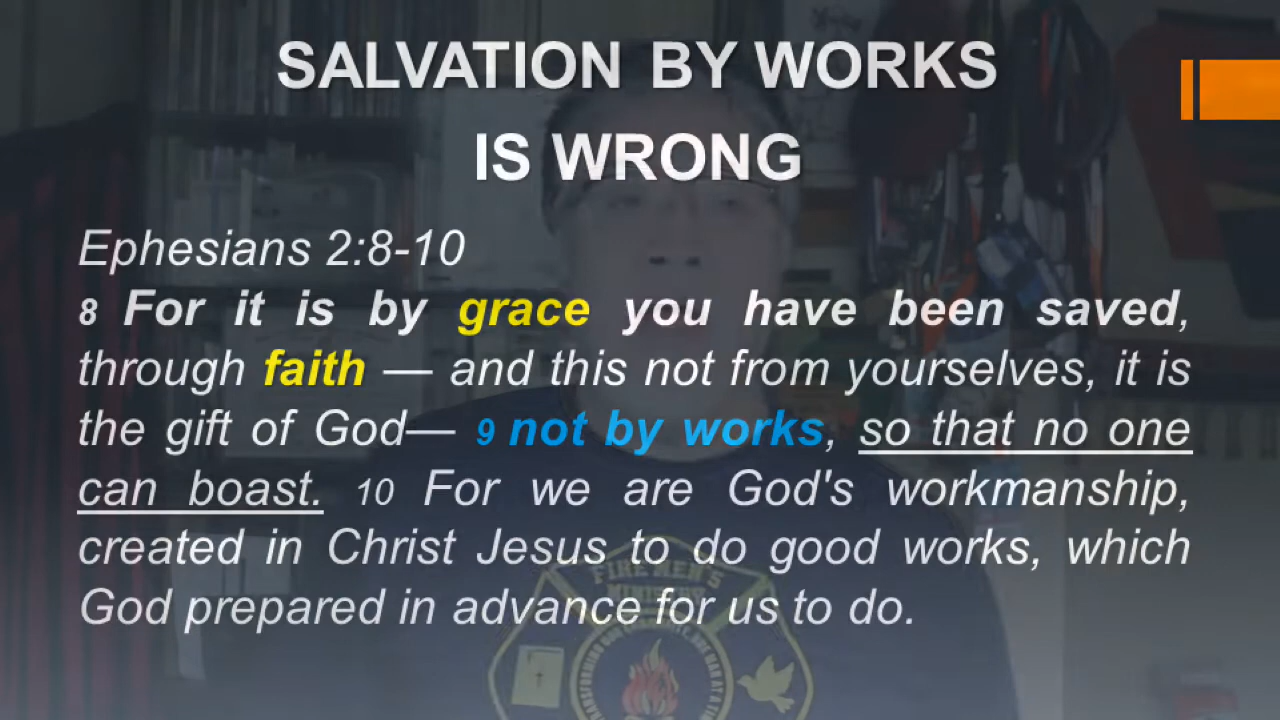 SALVATION BY WORKS
IS WRONG
Ephesians 2:8-10
8 For it is by grace you have been saved,
through faith — and this not from yourselves, it is
the gift of God— 9 not by works, so that no one
can boast. 10 For we are God's workmanship,
created in Christ Jesus to do good works, which
God prepared in advance for us to do.
FIRE MEN'S
MINISTRY